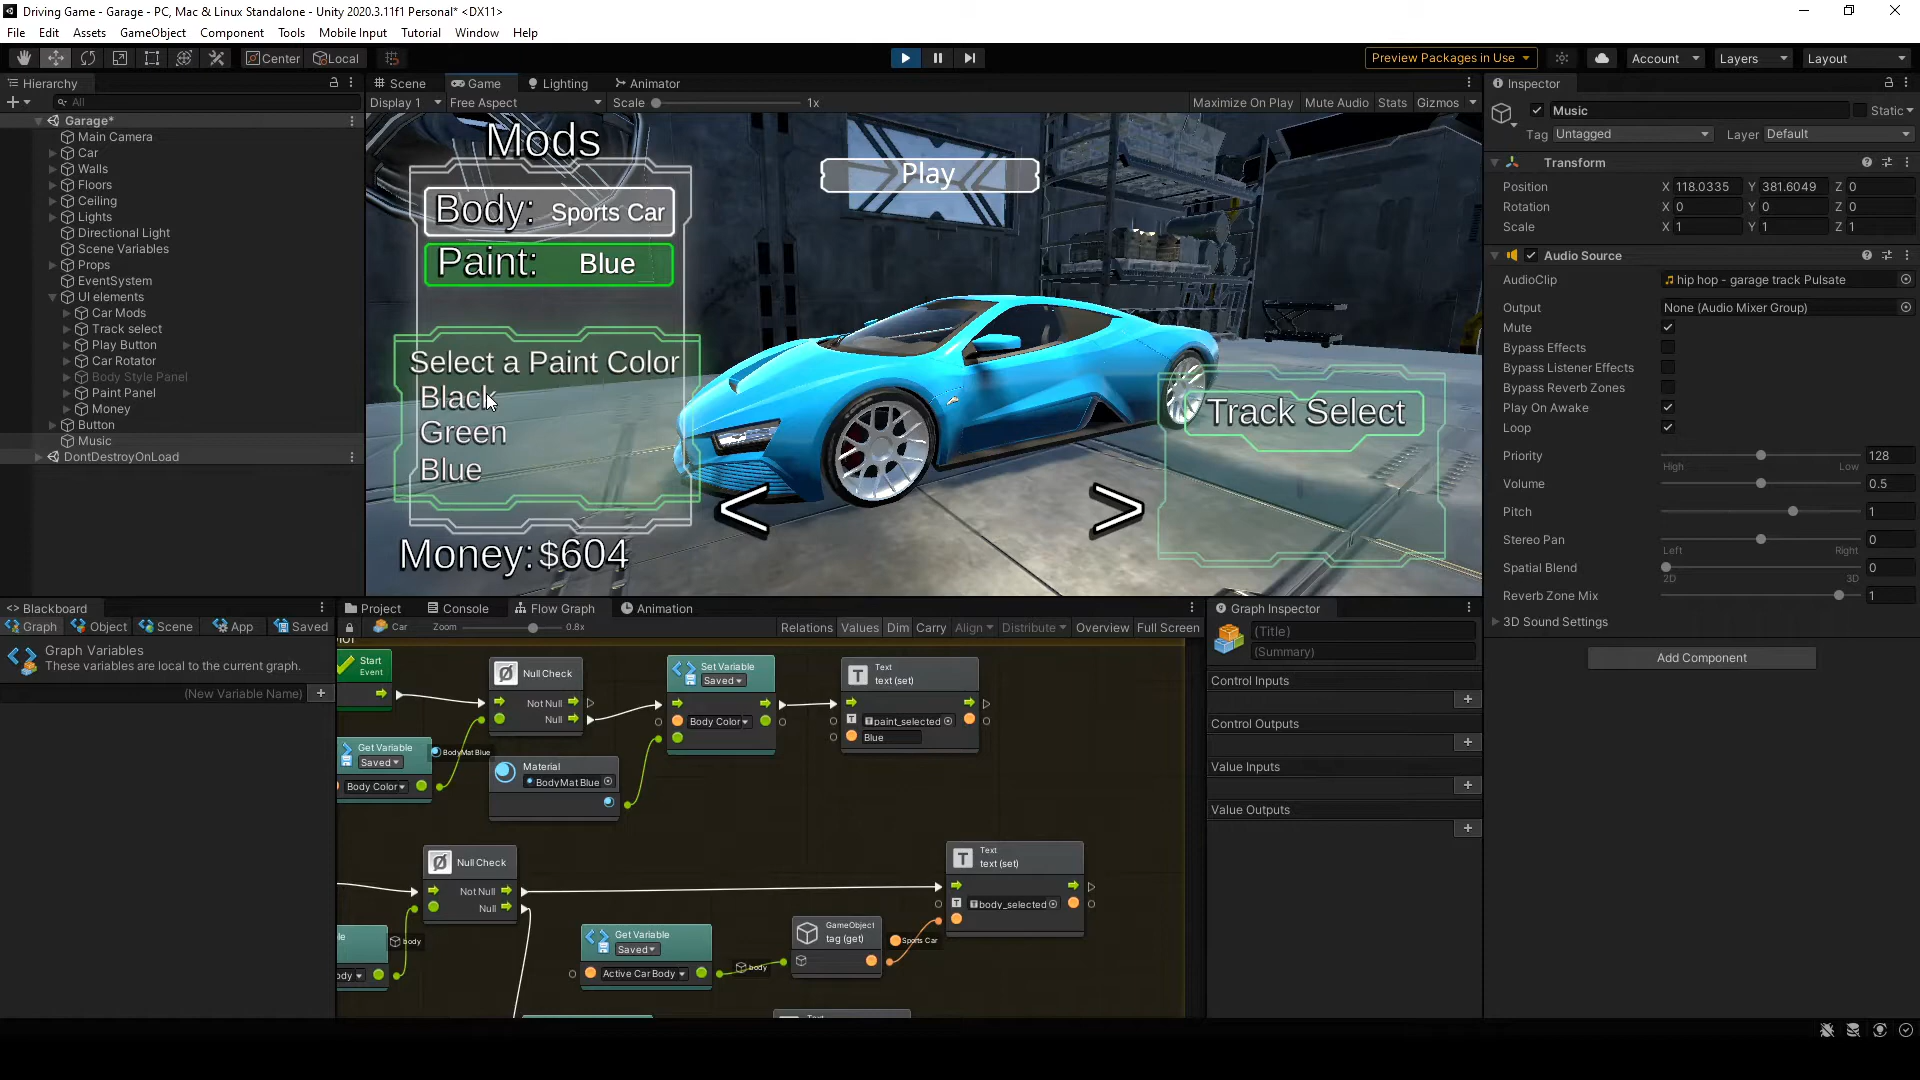 Driving Game - Garage - PC, Mac & Linux Standalone - Unity 2020.3.11f1 Personal* <DX11>
File Edit Assets GameObject Component Tools Mobile Input Tutorial Window Help
Center Local
Preview Packages in Use Account Layers Layout
Hierarchy
All
Garage*
Main Camera
Car
Walls
Floors
Ceiling
Lights
Directional Light
Scene Variables
Props
EventSystem
UI elements
Car Mods
Track select
Play Button
Car Rotator
Body Style Panel
Paint Panel
Money
Button
Music
DontDestroyOnLoad
Scene Game Lighting Animator
Display 1 Free Aspect Scale 1x Maximize On Play Mute Audio Stats Gizmos
Mods
Body: Sports Car
Paint: Blue
Select a Paint Color
Black
Green
Blue
Money:$604
Play
< >
Track Select
Inspector
Music Static
Tag Untagged Layer Default
Transform
Position X 118.0335 Y 381.6049 Z 0
Rotation X 0 Y 0 Z 0
Scale X 1 Y 1 Z 1
Audio Source
AudioClip hip hop - garage track Pulsate
Output None (Audio Mixer Group)
Mute
Bypass Effects
Bypass Listener Effects
Bypass Reverb Zones
Play On Awake
Loop
Priority 128
High Low
Volume 0.5
Pitch 1
Stereo Pan 0
Left Right
Spatial Blend 0
2D 3D
Reverb Zone Mix 1
3D Sound Settings
Add Component
<> Blackboard
Graph Object Scene App Saved
Graph Variables
These variables are local to the current graph.
(New Variable Name)
Project Console Flow Graph Animation
Car Zoom 0.8x Relations Values Dim Carry Align Distribute Overview Full Screen
Start
Event
Null Check
Not Null
Null
Set Variable
Saved
Body Color
Text
text (set)
paint_selected
Blue
Get Variable
Saved
Body Color
BodyMat Blue
Material
BodyMat Blue
Null Check
Not Null
Null
body
Get Variable
Saved
Active Car Body
body
GameObject
tag (get)
Sports Car
Text
text (set)
body_selected
Graph Inspector
(Title)
(Summary)
Control Inputs
Control Outputs
Value Inputs
Value Outputs